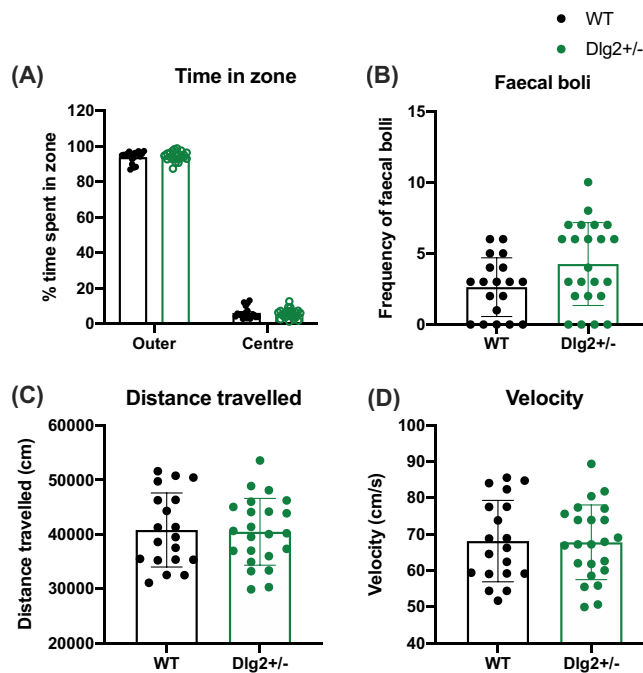 WT
Dlg2+/-
(A)
Time in zone
% time spent in zone
120
100
80
60
40
20
0
Outer
Centre
(B)
Faecal boli
Frequency of faecal bolli
15
10
5
0
WT
Dlg2+/-
(C)
Distance travelled
Distance travelled (cm)
60000
50000
40000
30000
20000
WT
Dlg2+/-
(D)
Velocity
Velocity (cm/s)
100
90
80
70
60
50
40
WT
Dlg2+/-